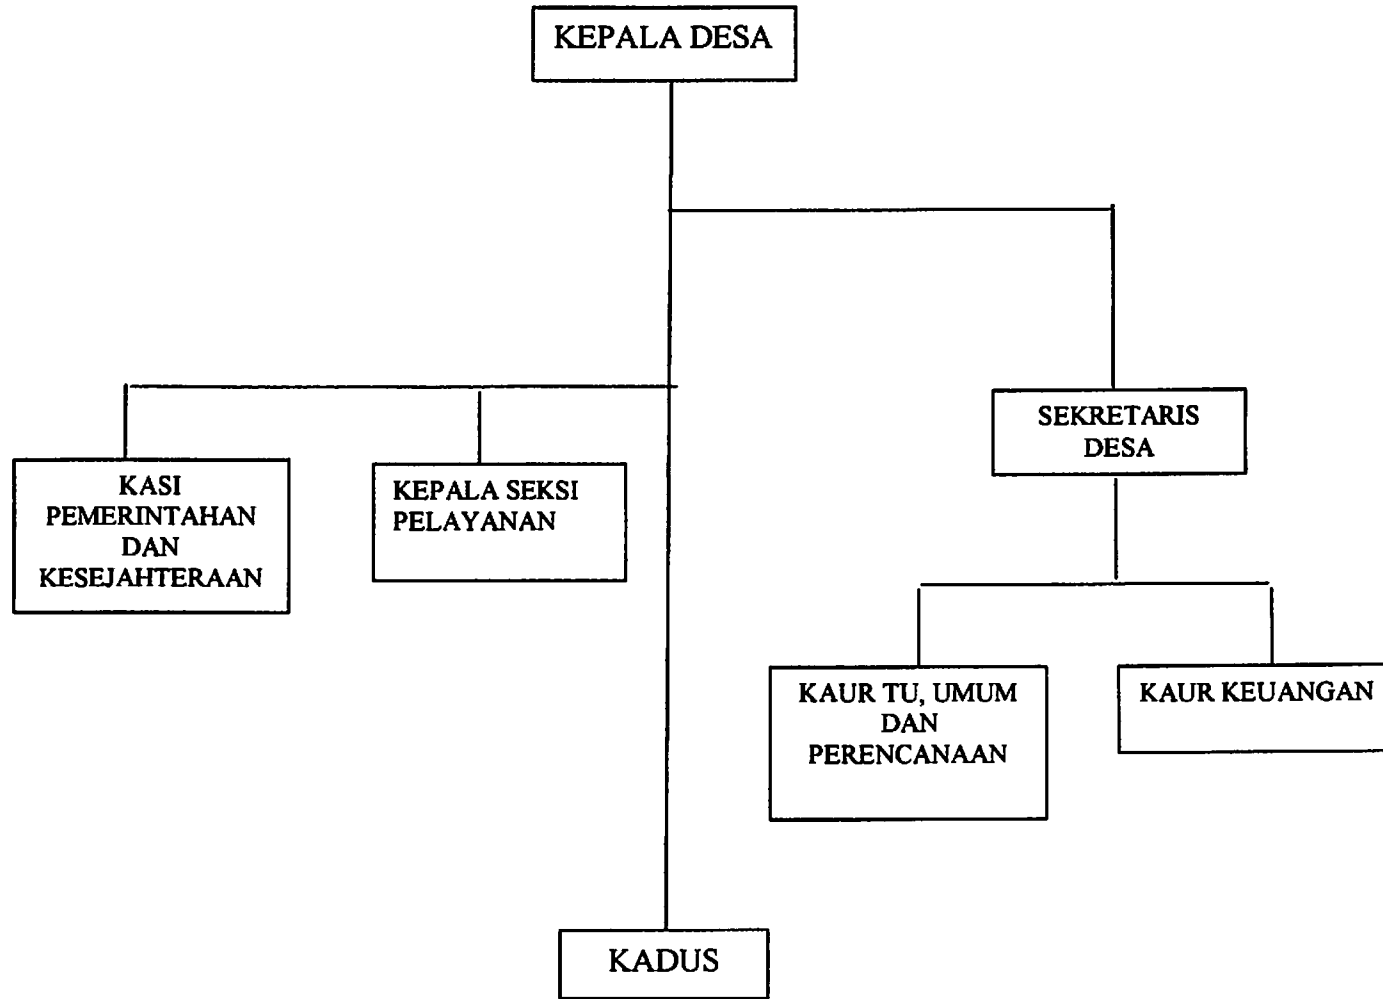 KEPALA DESA
SEKRETARIS
DESA
KASI
PEMERINTAHAN
DAN
KESEJAHTERAAN
KEPALA SEKSI
PELAYANAN
KAUR TU, UMUM
DAN
PERENCANAAN
KAUR KEUANGAN
KADUS